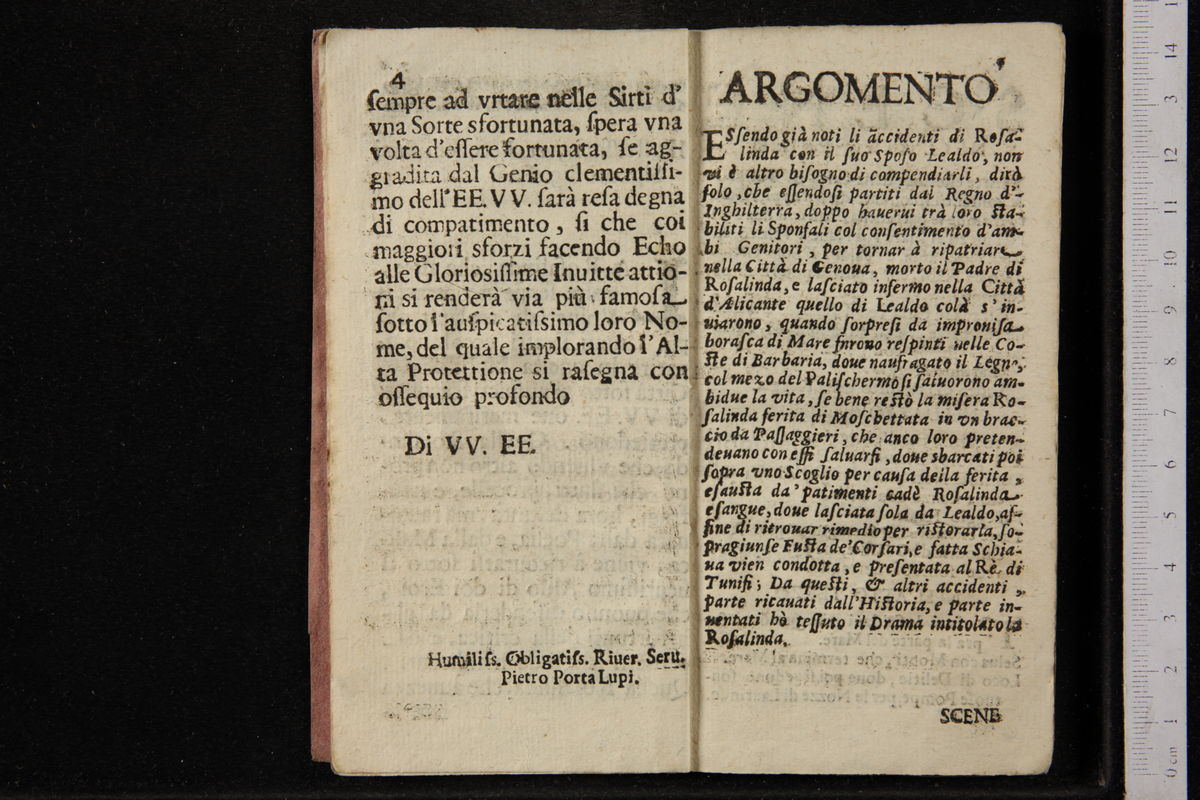 4
ſempre ad vrtare nelle Sirti d'
vna Sorte sfortunata, ſpera vna
volta d'eſſere fortunata, ſe ag-
gradita dal Genio clementiſſi-
mo dell'EE. VV. ſarà reſa degna
di compatimento, ſi che coi
maggiori sforzi facendo Echo
alle Glorioſiſſime Inuitte attio-
ni si renderà via più famoſa
ſotto l'auſpicatiſsimo loro No-
me, del quale implorando l'Al-
ta Protettione si raſegna con
oſſequio profondo
Di VV. EE.
Humiliſs. Obligatiſs. Riuer. Seru.
Pietro Porta Lupi.
ARGOMENTO
ESſendo già noti li accidenti di Roſa-
linda con il ſuo Spoſo Lealdo, non
vi è altro biſogno di compendiarli, dirà
ſolo, che eſſendoſi partiti dal Regno d'
Inghilterra, doppo hauerui trà loro ſta-
biliti li Sponſali col conſentimento d'am-
bi Genitori, per tornar à ripatriare
nella Città di Genoua, morto il Padre di
Roſalinda, e laſciato infermo nella Città
d'Alicante quello di Lealdo colà s'in-
uiarono, quando ſorpreſi da improuiſa
boraſca di Mare furono reſpinti nelle Co-
ſte di Barbaria, doue naufragato il Legno,
col mezo del Paliſchermo ſi ſaluorono am-
bidue la vita, ſe bene reſtò la miſera Ro-
ſalinda ferita di Moſchettata in vn brac-
cio da Paſſaggieri, che anco loro preten-
deuano con eſſi ſaluarſi, doue sbarcati poi
ſopra vno Scoglio per cauſa della ferita,
eſauſta da' patimenti cadè Roſalinda
eſangue, doue laſciata ſola da Lealdo, af-
fine di ritrouar rimedio per riſtorarla, ſo-
pragiunſe Fuſta de' Corſari, e fatta Schia-
ua vien condotta, e preſentata al Rè di
Tuniſi; Da queſti, & altri accidenti,
parte ricauati dall'Hiſtoria, e parte in-
uentati hò teſſuto il Drama intitolato la
Roſalinda.
SCENE